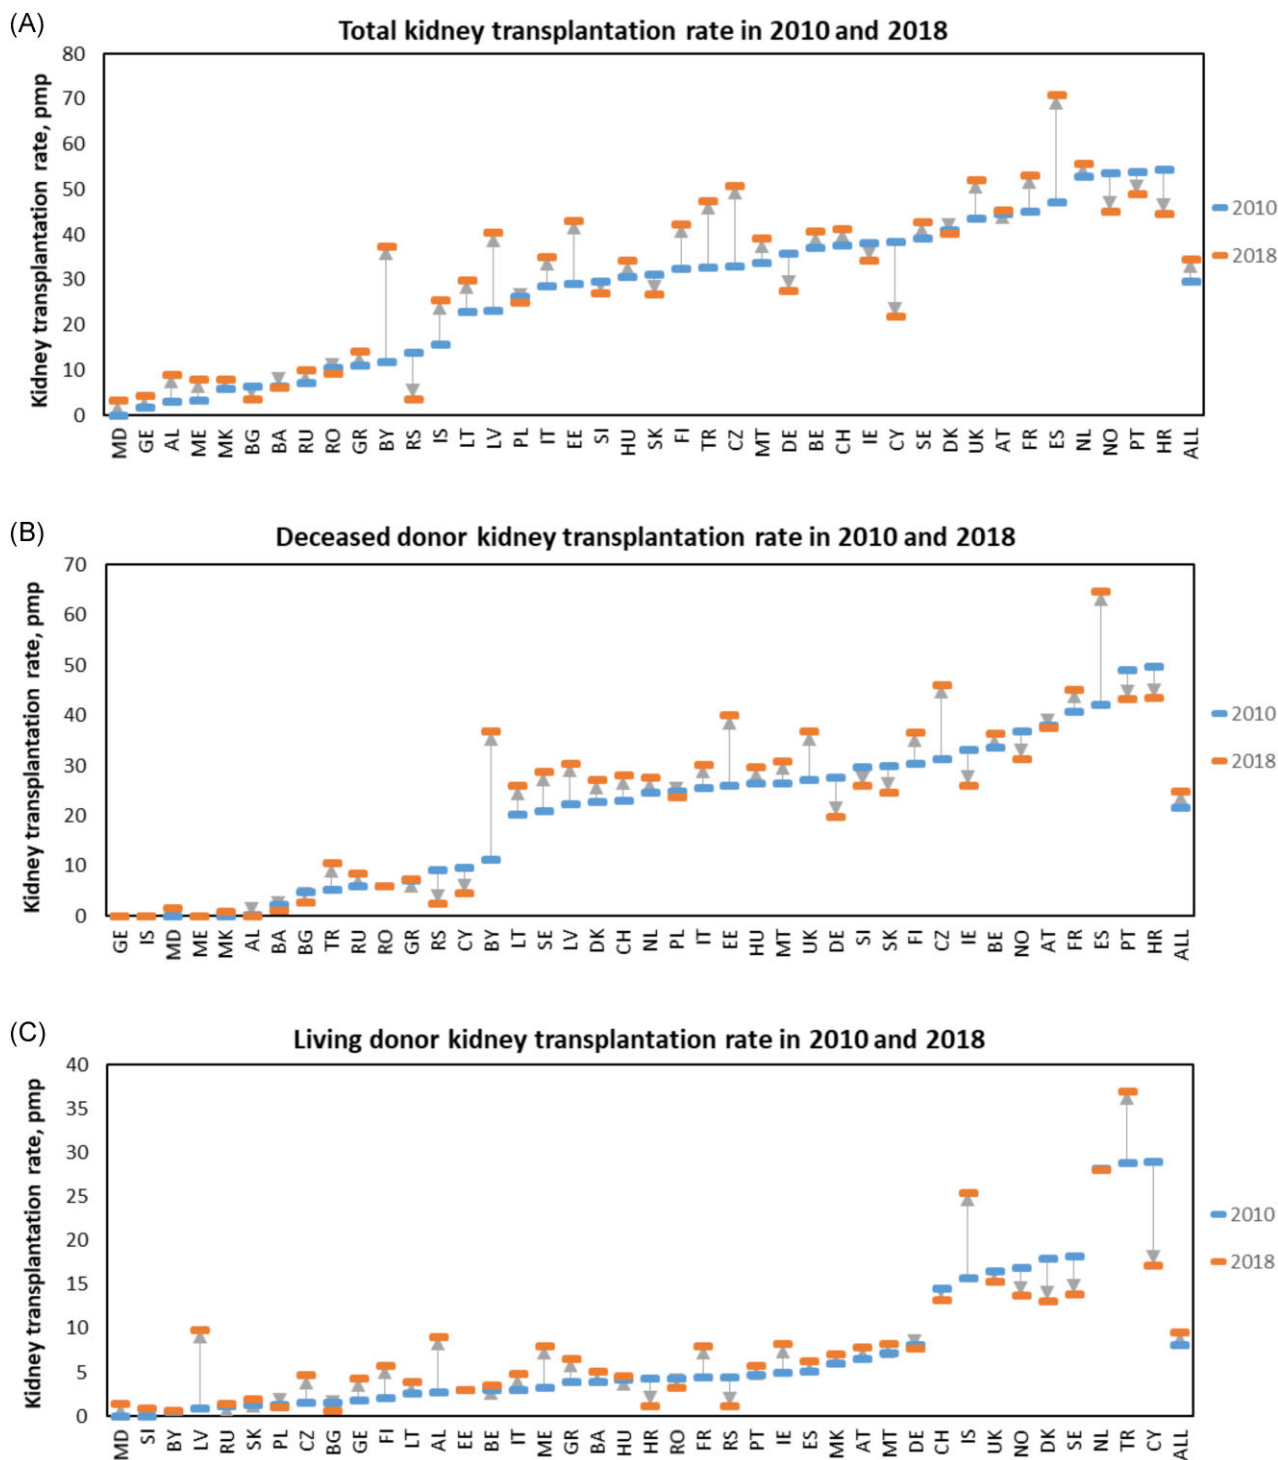 (A)
Total kidney transplantation rate in 2010 and 2018
Kidney transplantation rate, pmp
80
70
60
50
40
30
20
10
0
MD GE AL ME MK BG BA RU RO GR BY RS IS LT LV PL IT EE SI HU SK FI TR CZ MT DE BE CH IE CY SE DK UK AT FR ES NL NO PT HR ALL
2010
2018
(B)
Deceased donor kidney transplantation rate in 2010 and 2018
Kidney transplantation rate, pmp
70
60
50
40
30
20
10
0
GE IS MD ME MK AL BA BG TR RU RO GR RS CY BY LT SE LV DK CH NL PL IT EE HU MT UK DE SI SK FI CZ IE BE NO AT FR ES PT HR ALL
2010
2018
(C)
Living donor kidney transplantation rate in 2010 and 2018
Kidney transplantation rate, pmp
40
35
30
25
20
15
10
5
0
MD SI BY LV RU SK PL CZ BG GE FI LT AL EE BE IT ME GR BA HU HR RO FR RS PT IE ES MK AT MT DE CH IS UK NO DK SE NL TR CY ALL
2010
2018